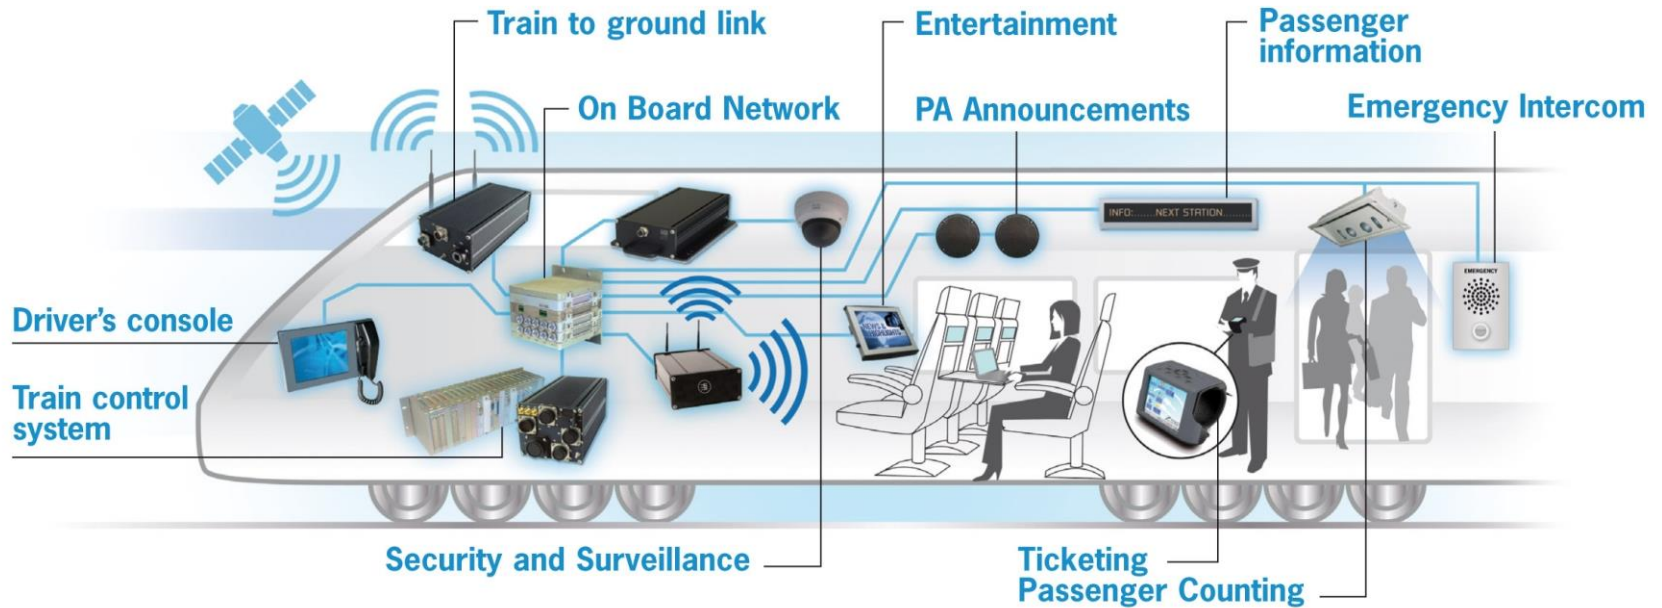 Train to ground link
Entertainment
Passenger
information
On Board Network
PA Announcements
Emergency Intercom
INFO:......NEXT STATION........
EMERGENCY
Driver's console
NEWS &
Train control
system
Security and Surveillance
Ticketing
Passenger Counting